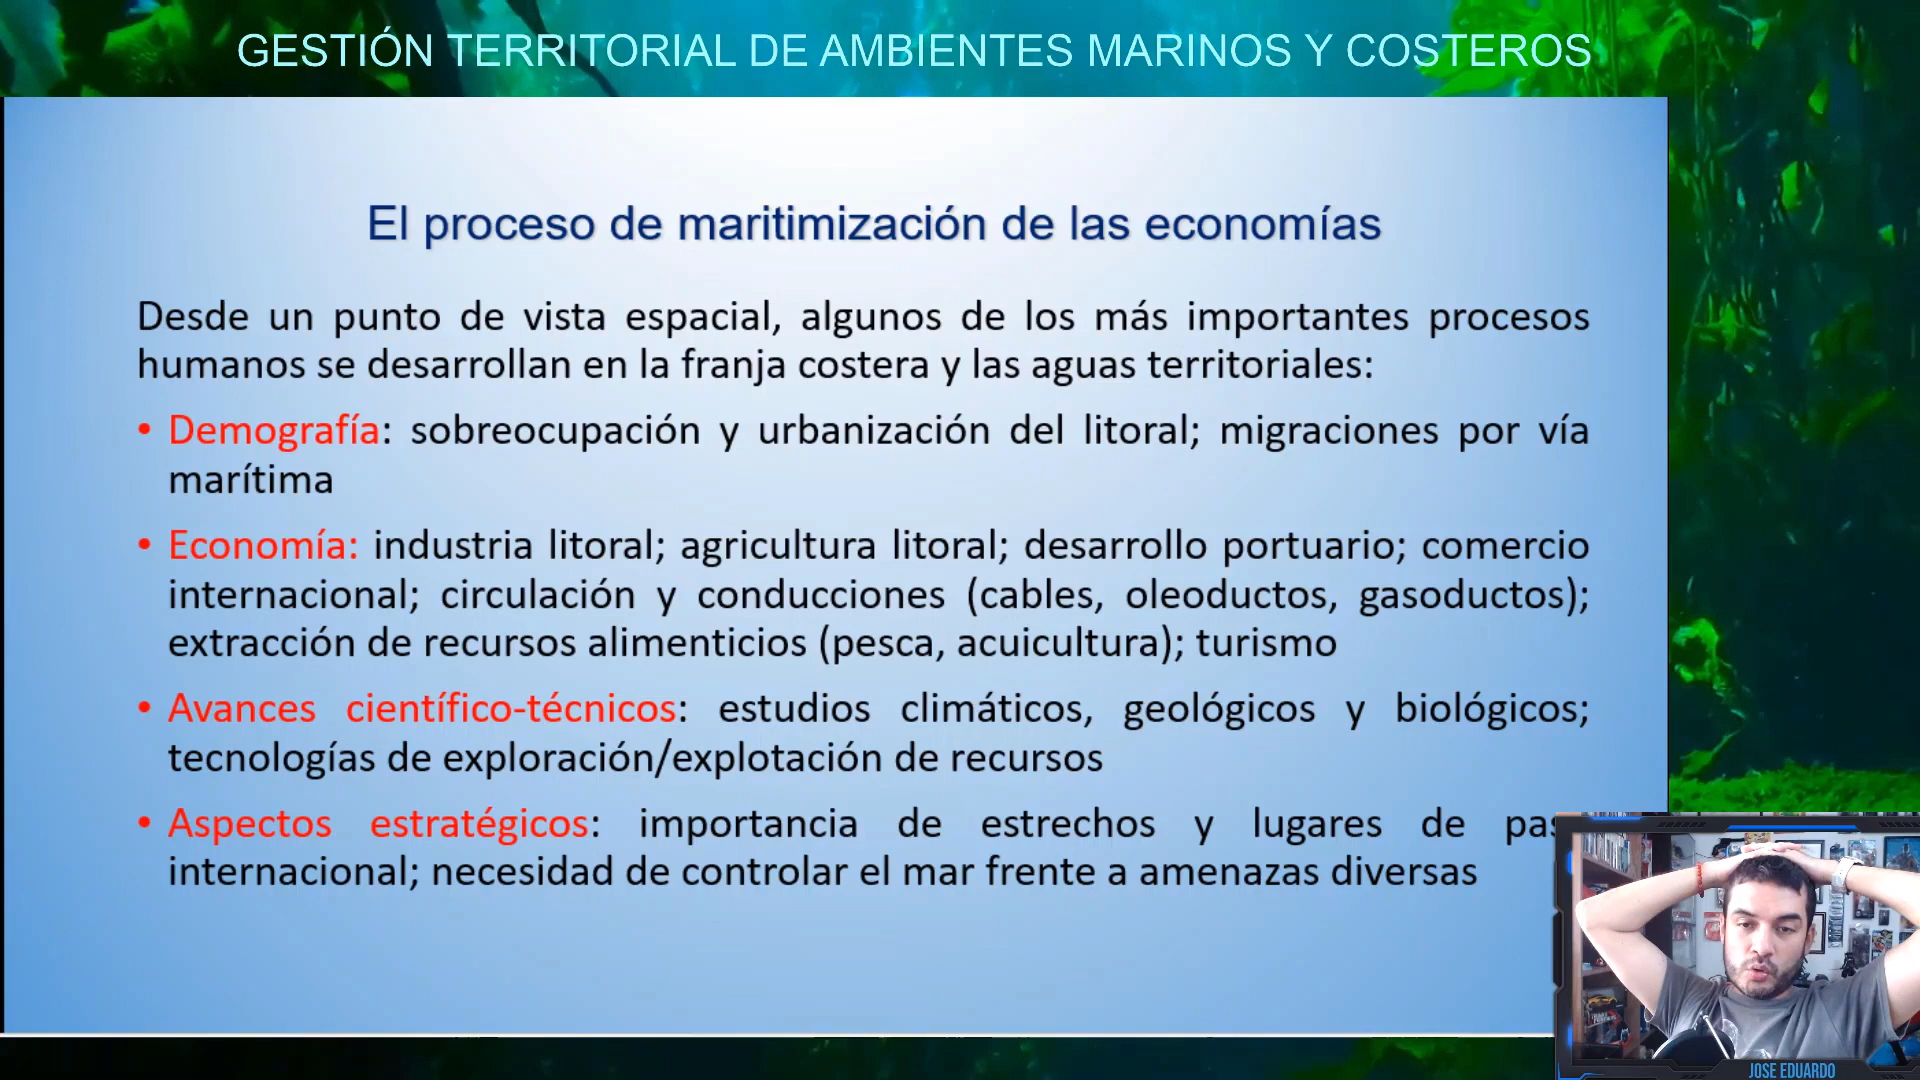 GESTIÓN TERRITORIAL DE AMBIENTES MARINOS Y COSTEROS
El proceso de maritimización de las economías
Desde un punto de vista espacial, algunos de los más importantes procesos
humanos se desarrollan en la franja costera y las aguas territoriales:
• Demografía: sobreocupación y urbanización del litoral; migraciones por vía
marítima
• Economía: industria litoral; agricultura litoral; desarrollo portuario; comercio
internacional; circulación y conducciones (cables, oleoductos, gasoductos);
extracción de recursos alimenticios (pesca, acuicultura); turismo
• Avances científico-técnicos: estudios climáticos, geológicos y biológicos;
tecnologías de exploración/explotación de recursos
• Aspectos estratégicos: importancia de estrechos y lugares de
internacional; necesidad de controlar el mar frente a amenazas diversas
JOSE EDUARDO